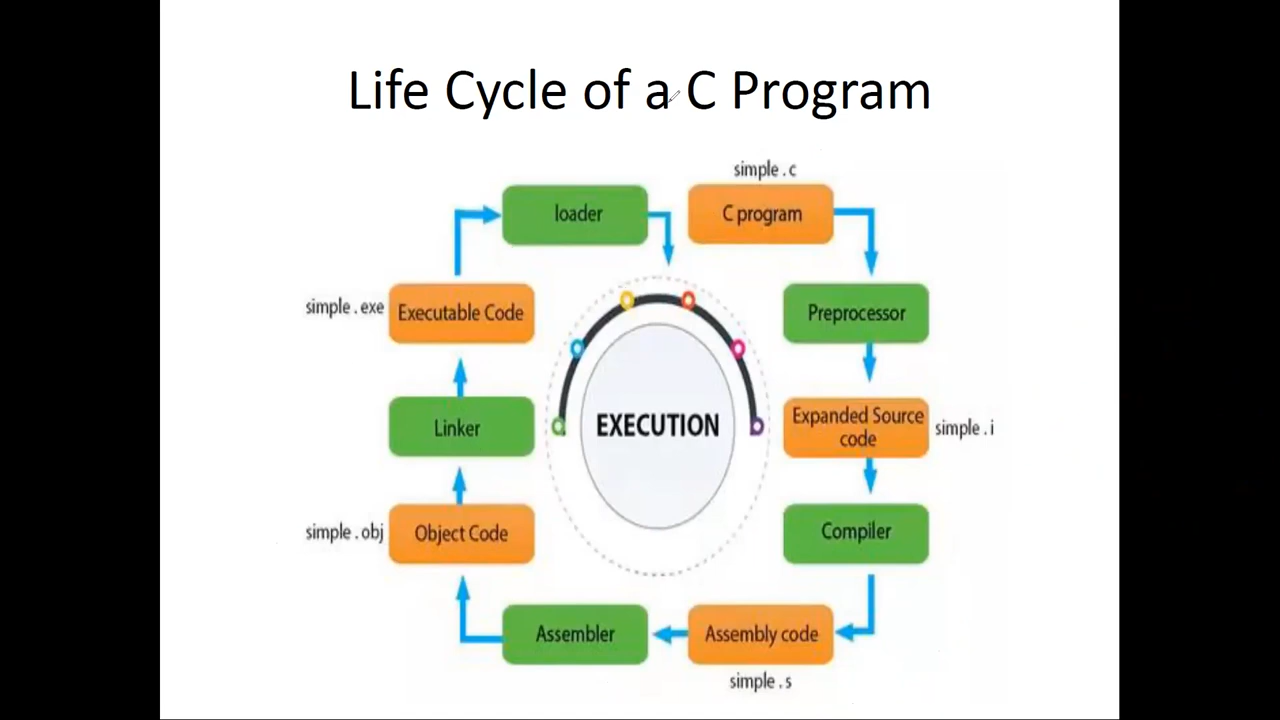 Life Cycle of a C Program
simple . c
loader
C program
simple . exe
Executable Code
Preprocessor
Linker
EXECUTION
Expanded Source
code
simple . i
simple . obj
Object Code
Compiler
Assembler
Assembly code
simple . s